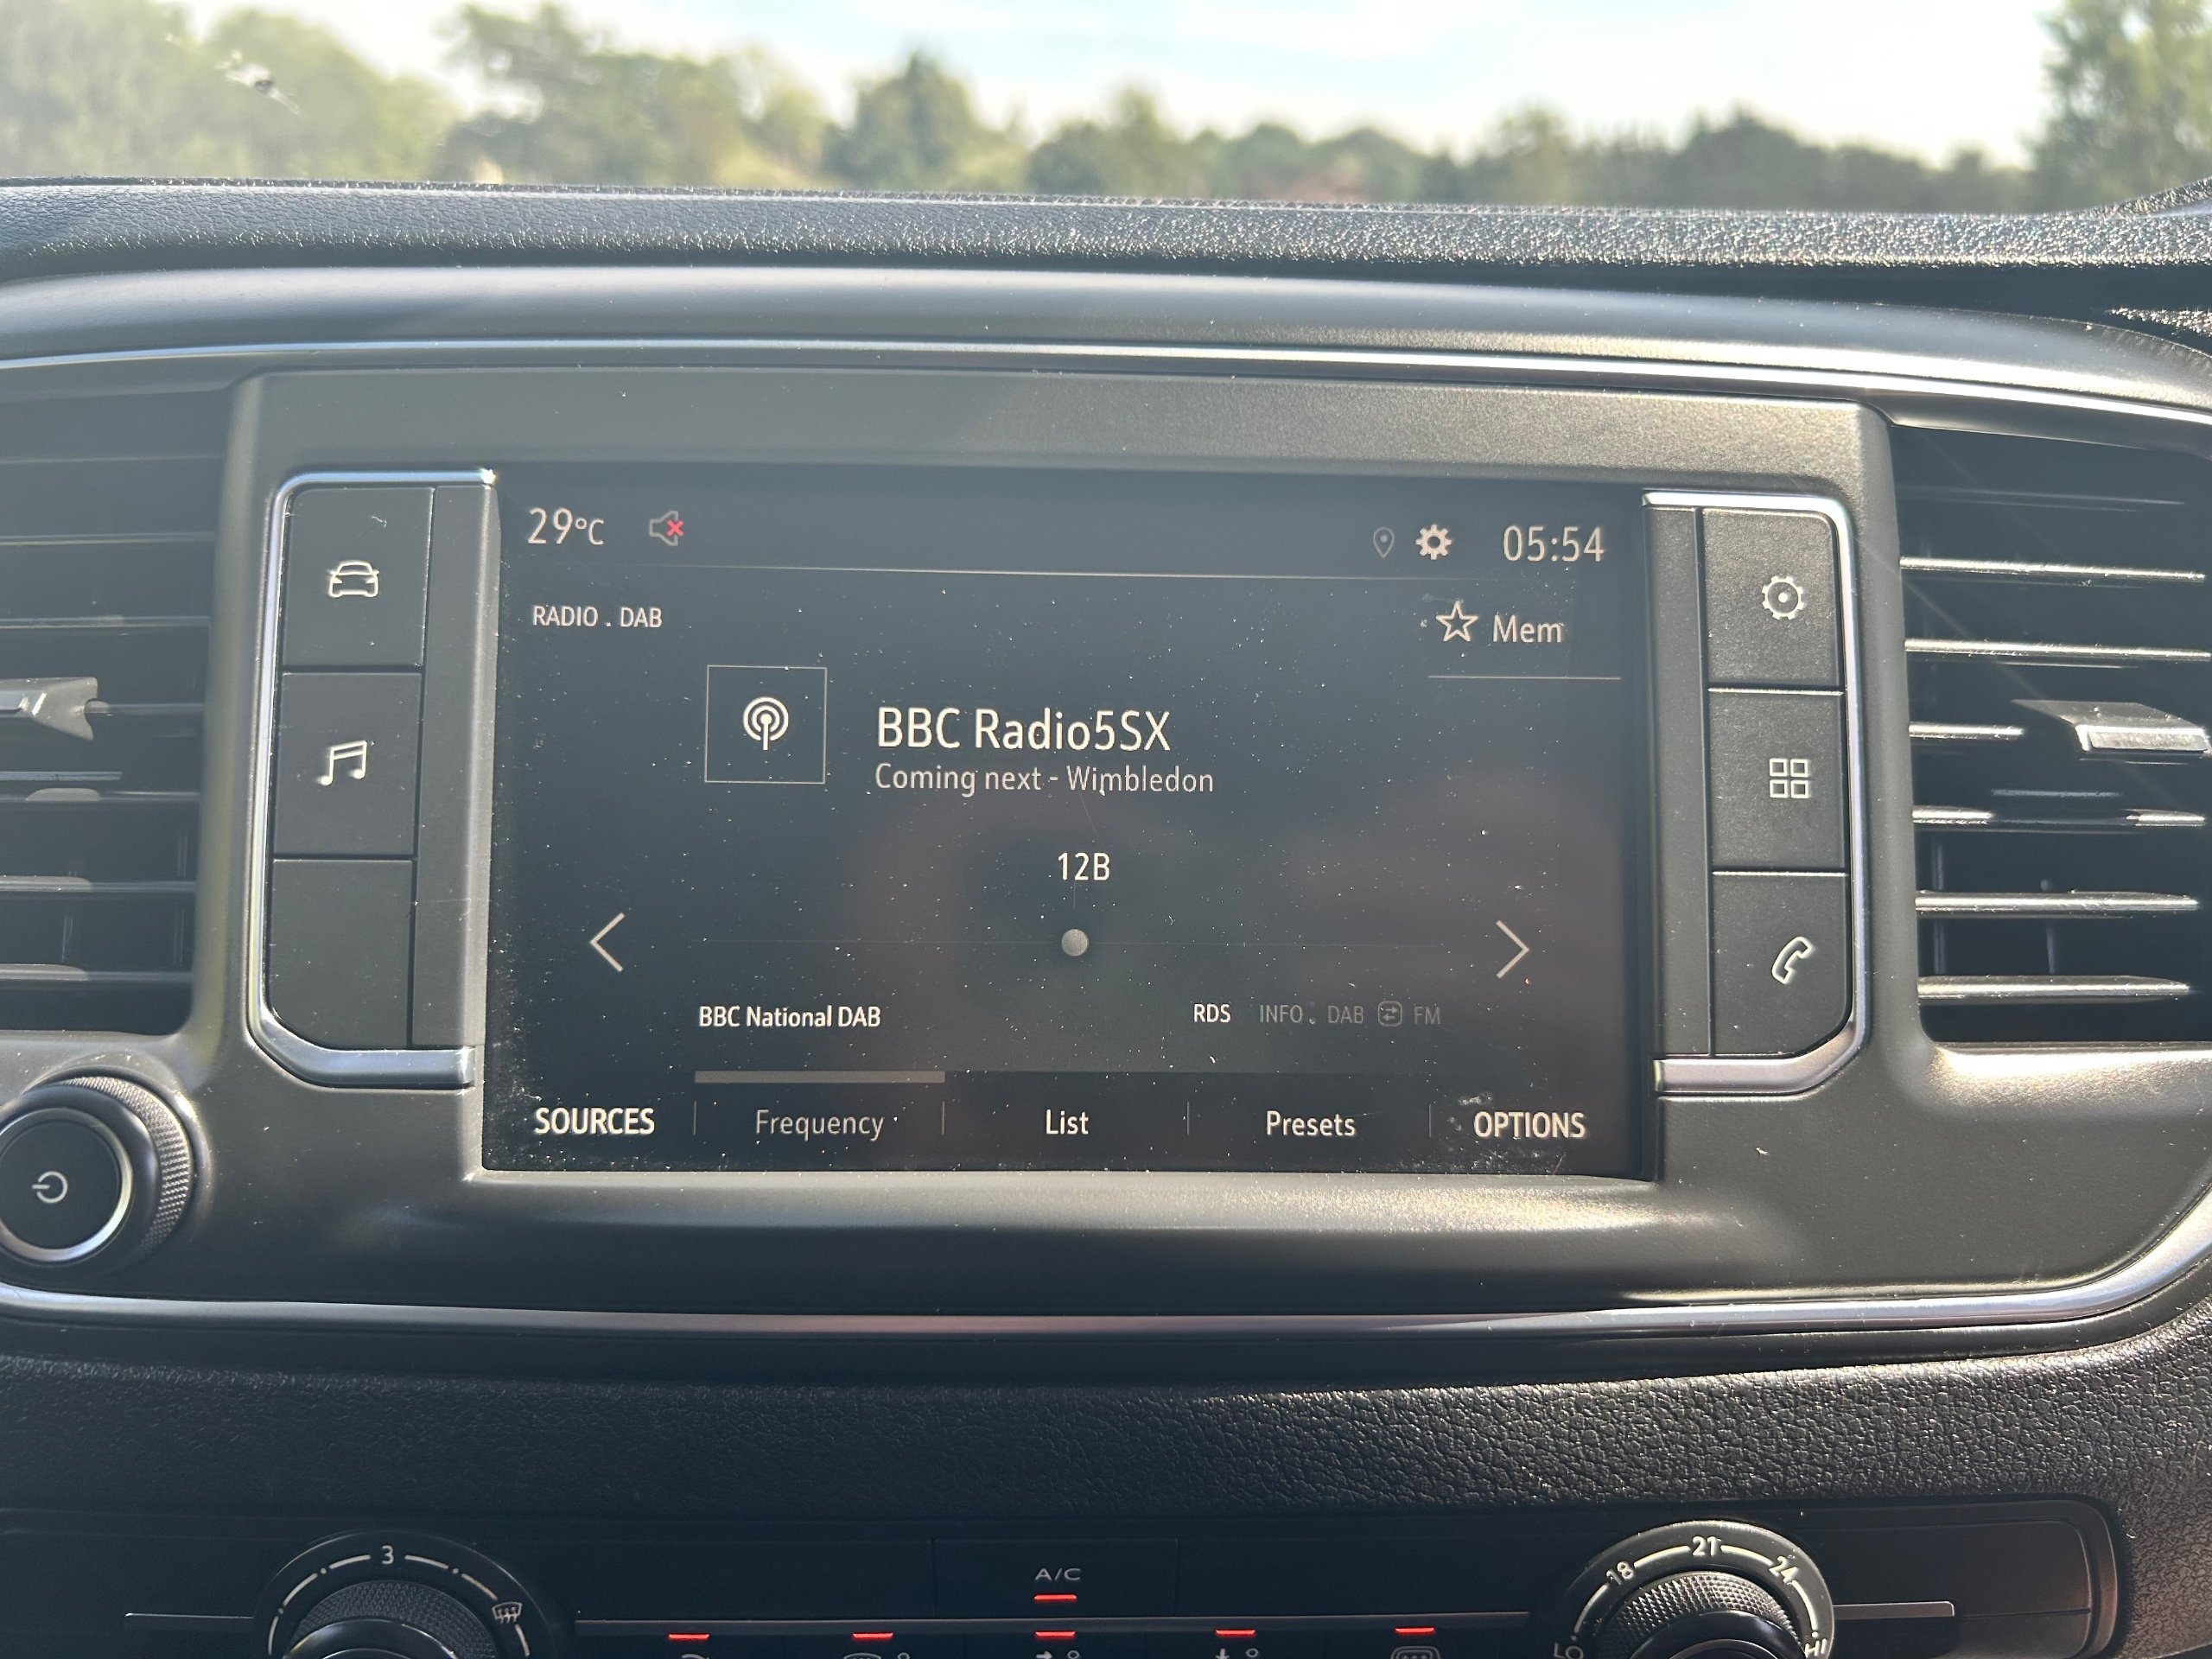 29°C 05:54
RADIO . DAB
Mem
BBC Radio5SX
Coming next - Wimbledon
12B
BBC National DAB
RDS INFO DAB FM
SOURCES Frequency List Presets OPTIONS
3
A/C
18 21 24
HI